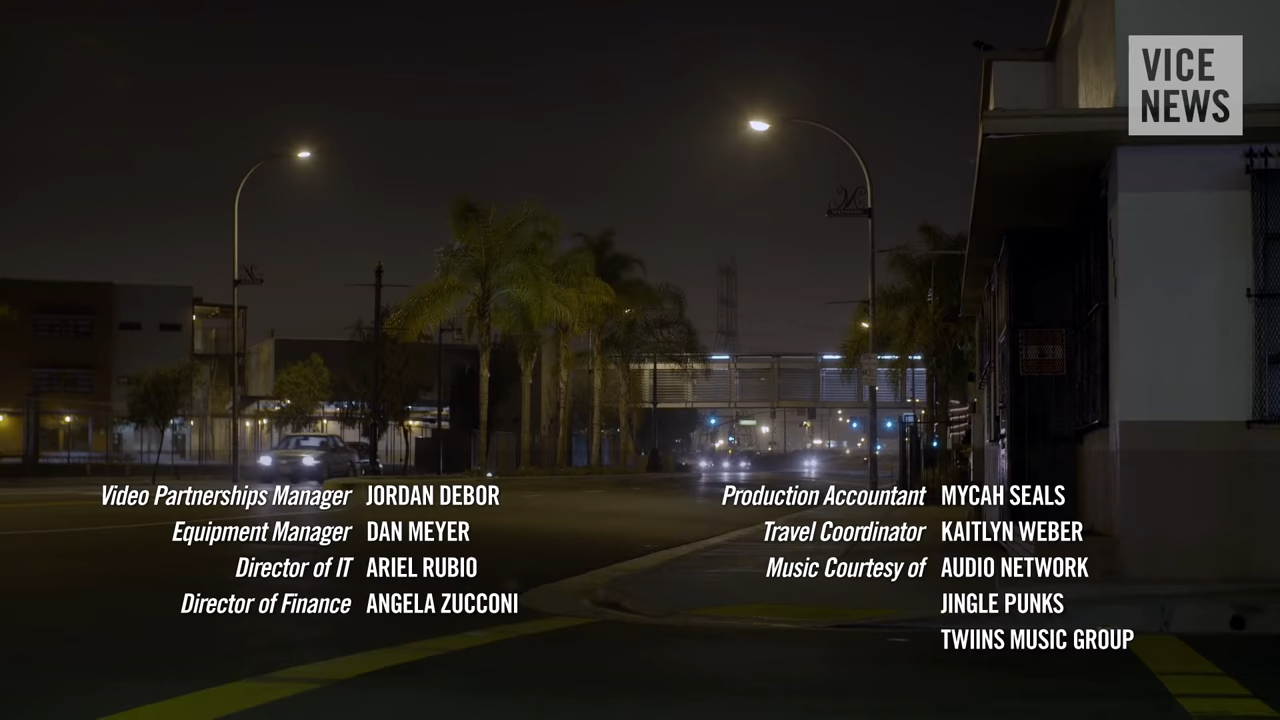 VICE
NEWS
Video Partnerships Manager JORDAN DEBOR
Equipment Manager DAN MEYER
Director of IT ARIEL RUBIO
Director of Finance ANGELA ZUCCONI
Production Accountant MYCAH SEALS
Travel Coordinator KAITLYN WEBER
Music Courtesy of AUDIO NETWORK
JINGLE PUNKS
TWIINS MUSIC GROUP